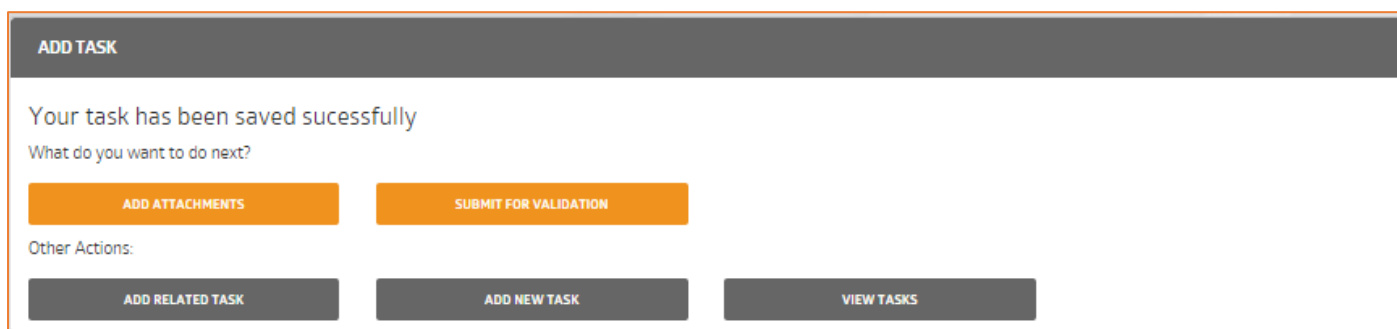 ADD TASK
Your task has been saved sucessfully
What do you want to do next?
ADD ATTACHMENTS SUBMIT FOR VALIDATION
Other Actions:
ADD RELATED TASK ADD NEW TASK VIEW TASKS